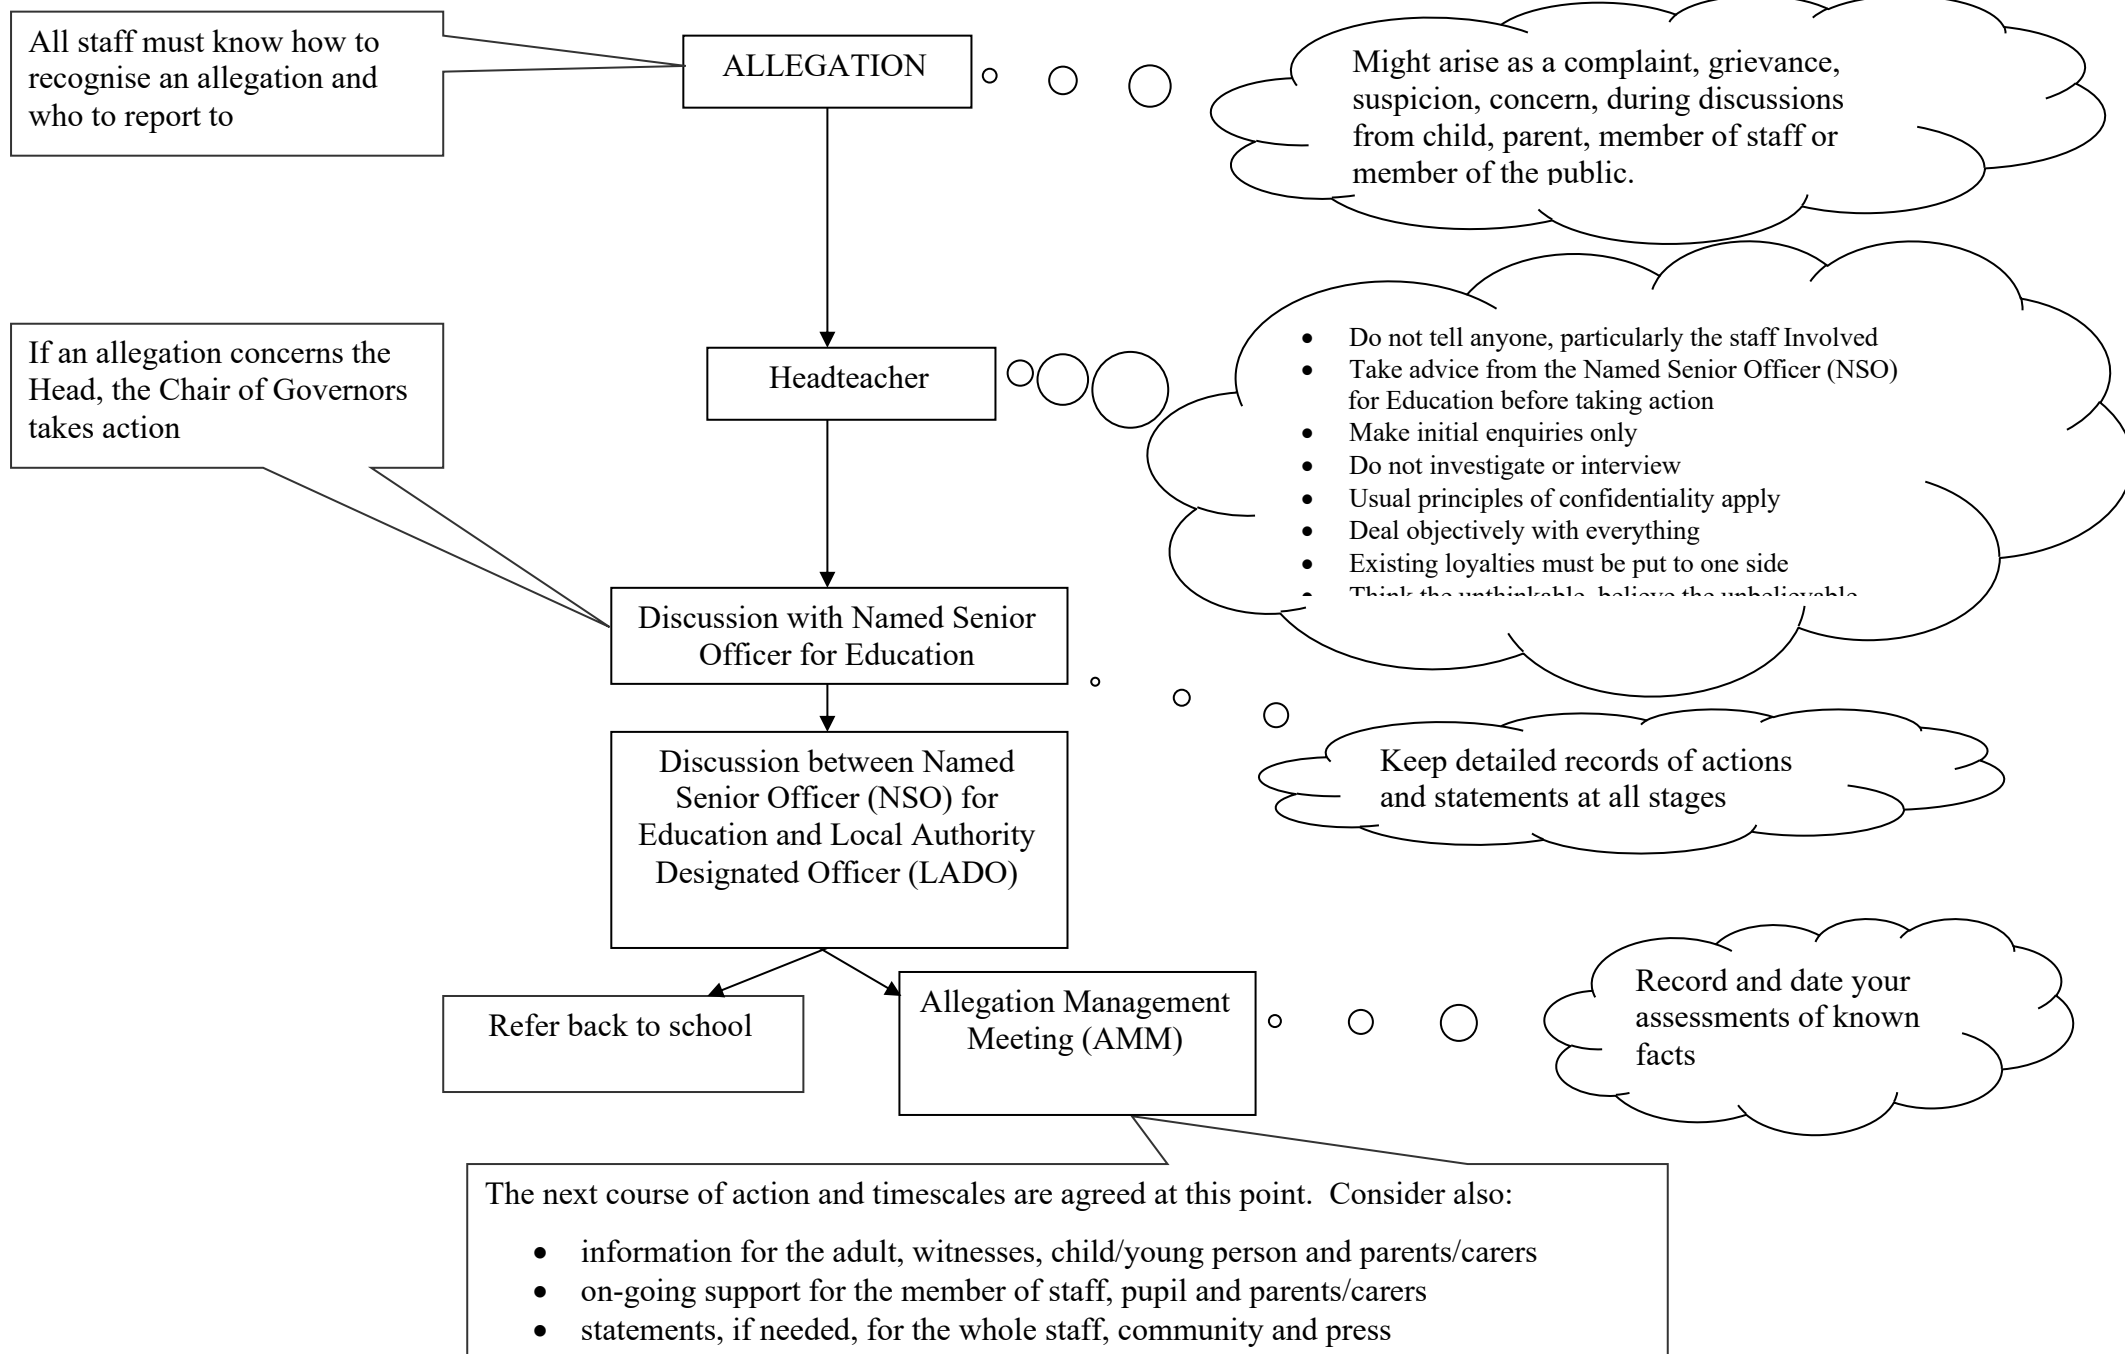 All staff must know how to
recognise an allegation and
who to report to
ALLEGATION
Might arise as a complaint, grievance,
suspicion, concern, during discussions
from child, parent, member of staff or
member of the public.
If an allegation concerns the
Head, the Chair of Governors
takes action
Headteacher
• Do not tell anyone, particularly the staff Involved
• Take advice from the Named Senior Officer (NSO)
for Education before taking action
• Make initial enquiries only
• Do not investigate or interview
• Usual principles of confidentiality apply
• Deal objectively with everything
• Existing loyalties must be put to one side
• Think the unthinkable, believe the unbelievable
Discussion with Named Senior
Officer for Education
Keep detailed records of actions
and statements at all stages
Discussion between Named
Senior Officer (NSO) for
Education and Local Authority
Designated Officer (LADO)
Refer back to school
Allegation Management
Meeting (AMM)
Record and date your
assessments of known
facts
The next course of action and timescales are agreed at this point.  Consider also:
• information for the adult, witnesses, child/young person and parents/carers
• on-going support for the member of staff, pupil and parents/carers
• statements, if needed, for the whole staff, community and press